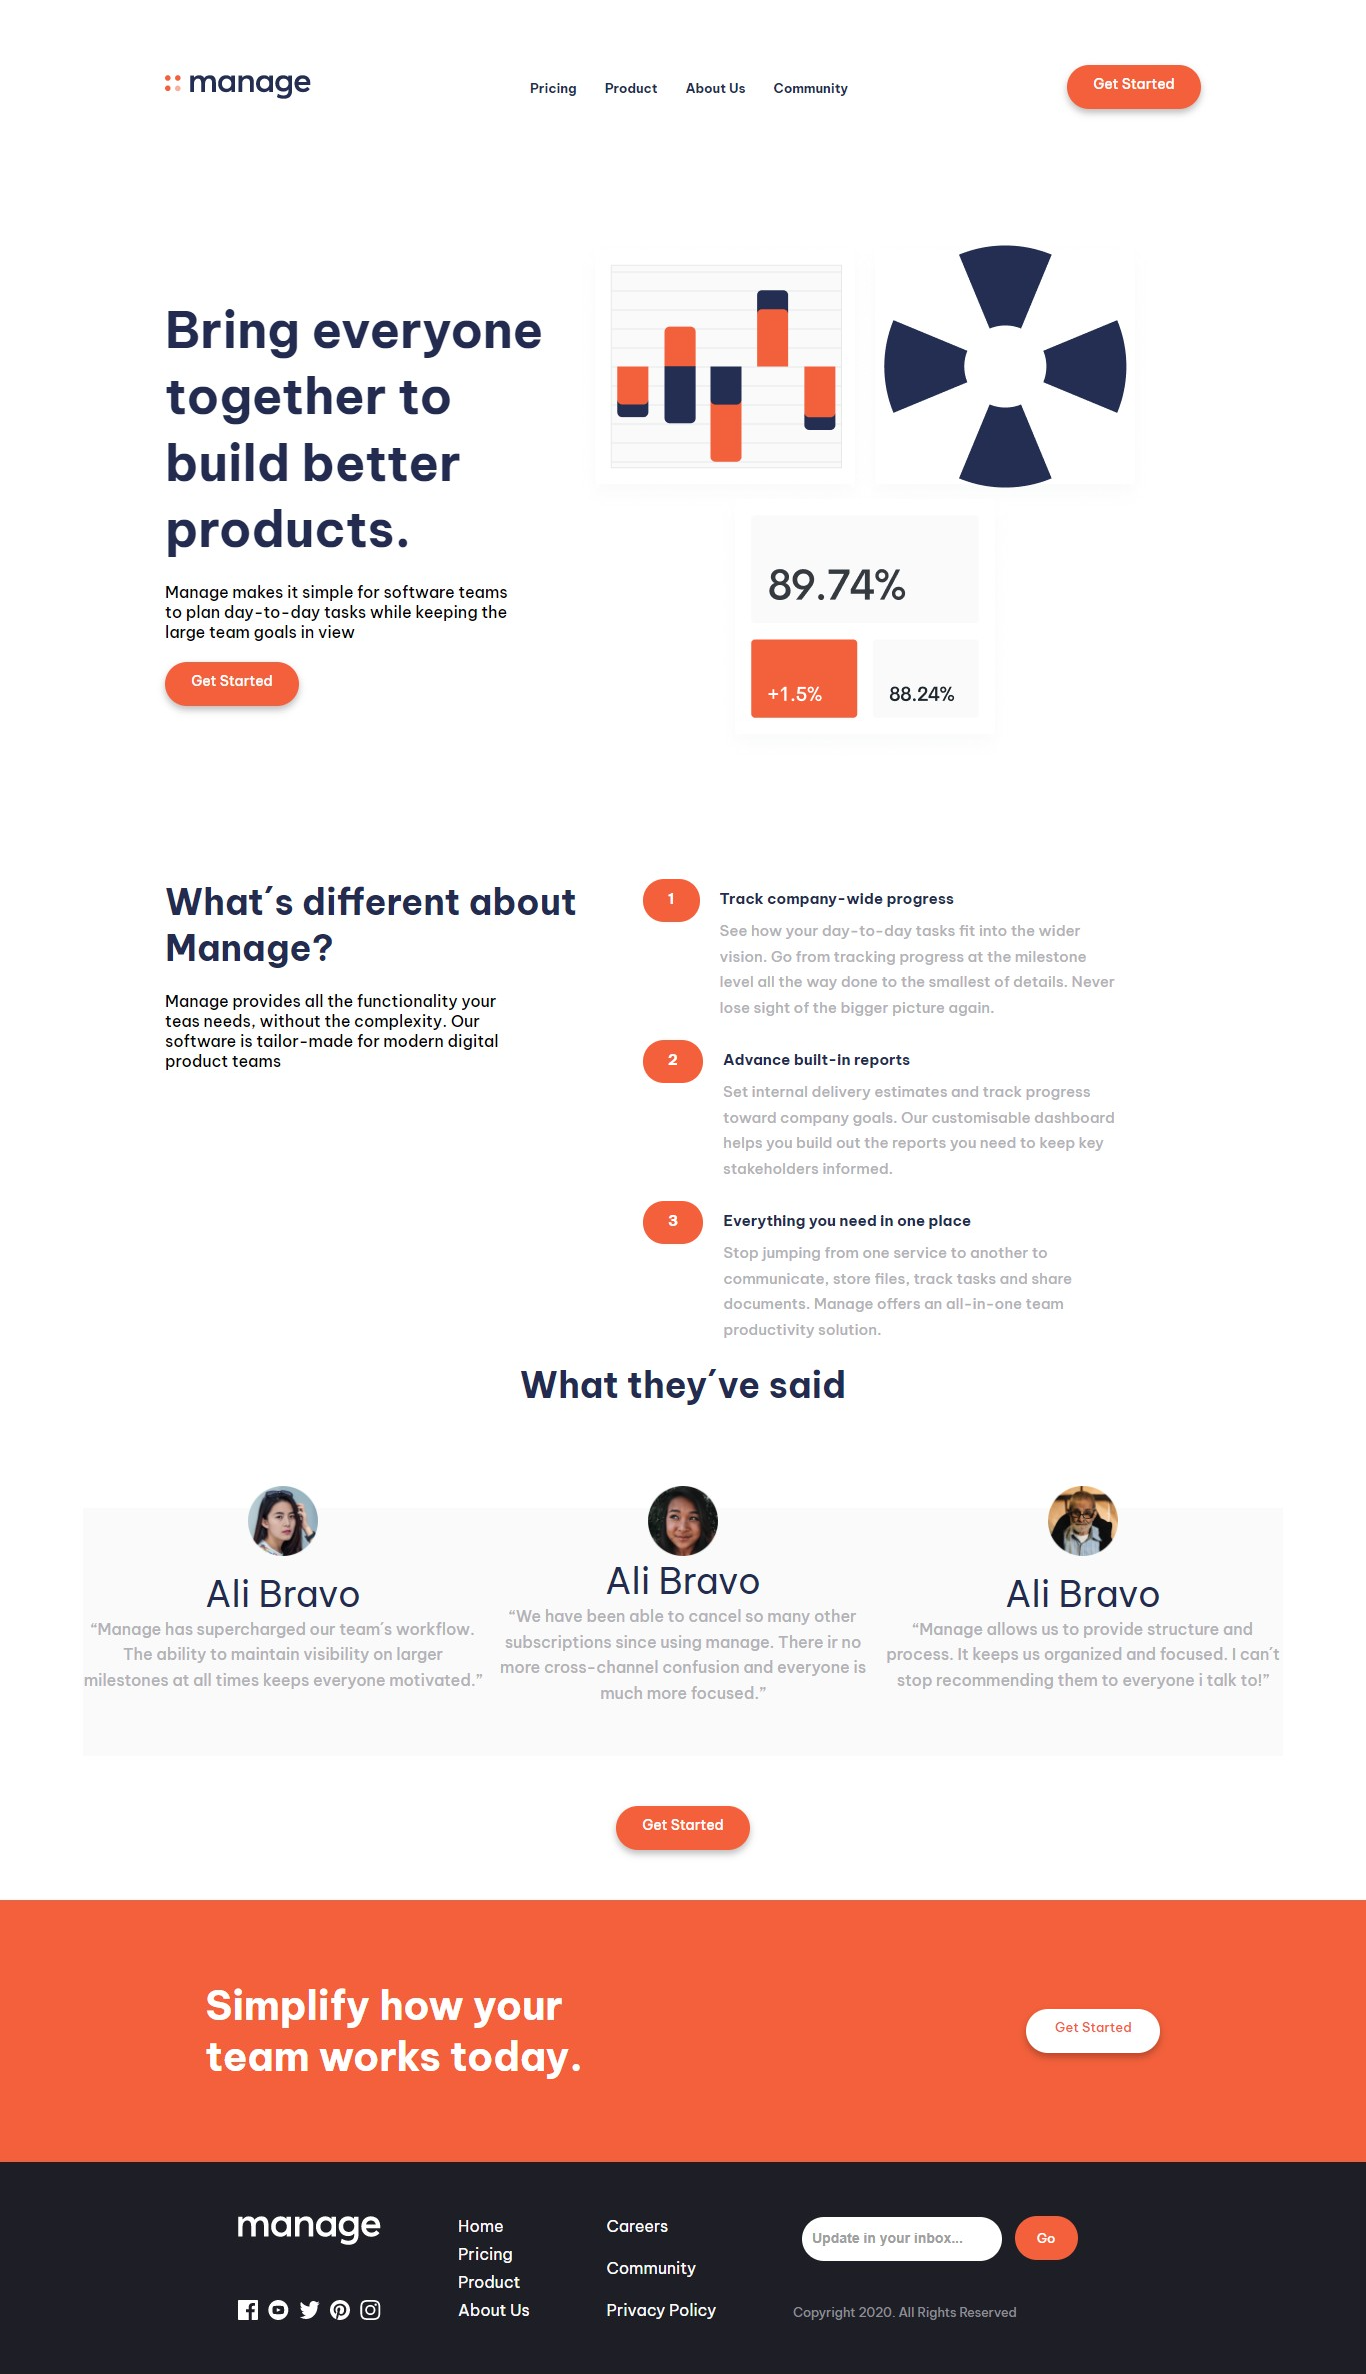 manage
Pricing Product About Us Community
Get Started
Bring everyone
together to
build better
products.
Manage makes it simple for software teams
to plan day-to-day tasks while keeping the
large team goals in view
Get Started
89.74%
+1.5%
88.24%
What´s different about
Manage?
Manage provides all the functionality your
teas needs, without the complexity. Our
software is tailor-made for modern digital
product teams
1
Track company-wide progress
See how your day-to-day tasks fit into the wider
vision. Go from tracking progress at the milestone
level all the way done to the smallest of details. Never
lose sight of the bigger picture again.
2
Advance built-in reports
Set internal delivery estimates and track progress
toward company goals. Our customisable dashboard
helps you build out the reports you need to keep key
stakeholders informed.
3
Everything you need in one place
Stop jumping from one service to another to
communicate, store files, track tasks and share
documents. Manage offers an all-in-one team
productivity solution.
What they´ve said
Ali Bravo
“Manage has supercharged our team´s workflow.
The ability to maintain visibility on larger
milestones at all times keeps everyone motivated.”
Ali Bravo
“We have been able to cancel so many other
subscriptions since using manage. There ir no
more cross-channel confusion and everyone is
much more focused.”
Ali Bravo
“Manage allows us to provide structure and
process. It keeps us organized and focused. I can´t
stop recommending them to everyone i talk to!”
Get Started
Simplify how your
team works today.
Get Started
manage
Home
Pricing
Product
About Us
Careers
Community
Privacy Policy
Update in your inbox...
Go
Copyright 2020. All Rights Reserved